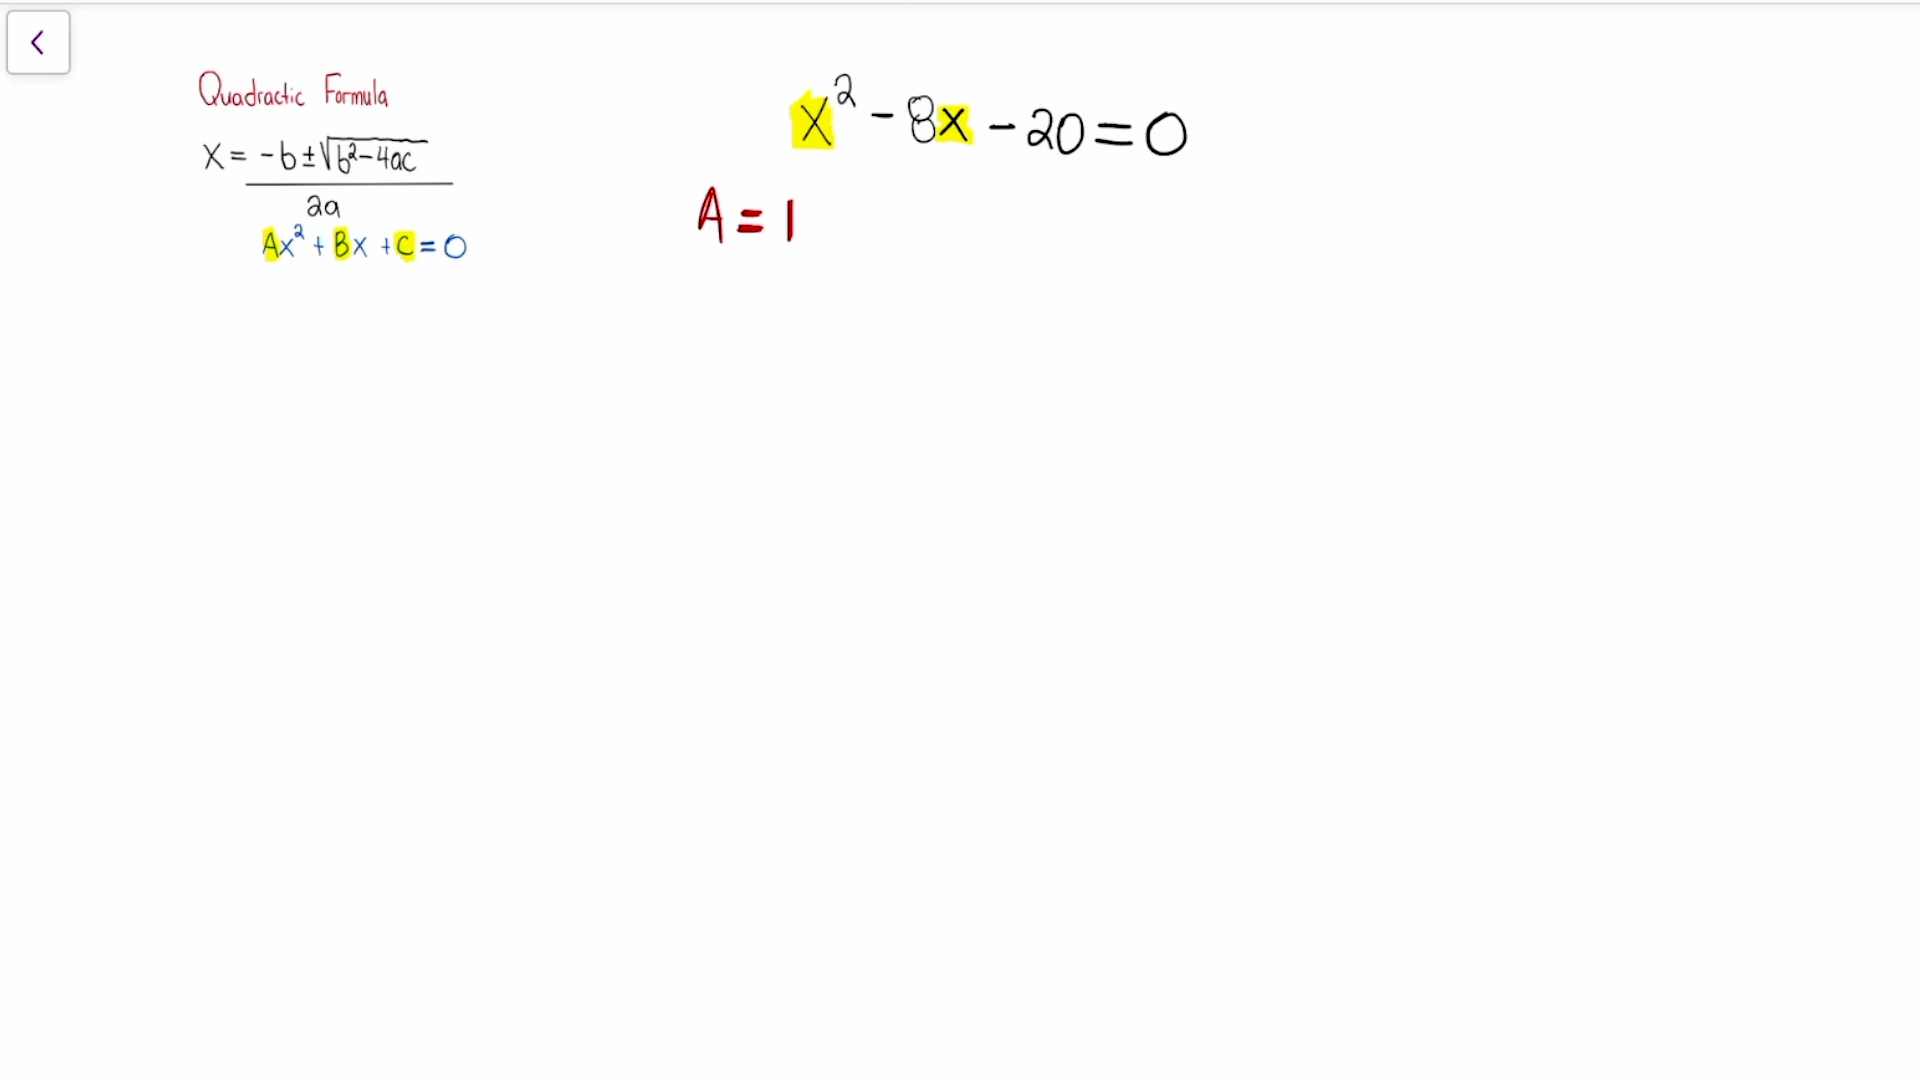 Quadractic Formula
x = -b±√b²-4ac
2a
Ax² + Bx + C = 0
x² - 8x - 20 = 0
A = 1